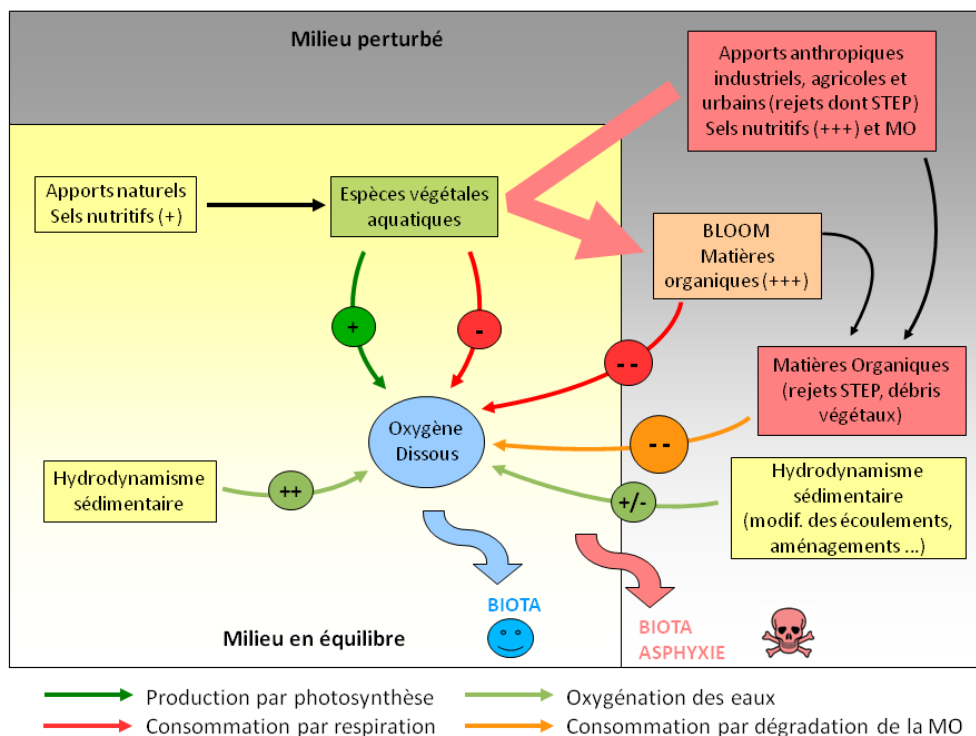 Milieu perturbé
Apports anthropiques
industriels, agricoles et
urbains (rejets dont STEP)
Sels nutritifs (+++) et MO
Apports naturels
Sels nutritifs (+)
Espèces végétales
aquatiques
BLOOM
Matières
organiques (+++)
+
-
--
Matières Organiques
(rejets STEP, débris
végétaux)
Oxygène
Dissous
--
Hydrodynamisme
sédimentaire
++
+/-
Hydrodynamisme
sédimentaire
(modif. des écoulements,
aménagements ...)
BIOTA
BIOTA
ASPHYXIE
Milieu en équilibre
Production par photosynthèse
Oxygénation des eaux
Consommation par respiration
Consommation par dégradation de la MO